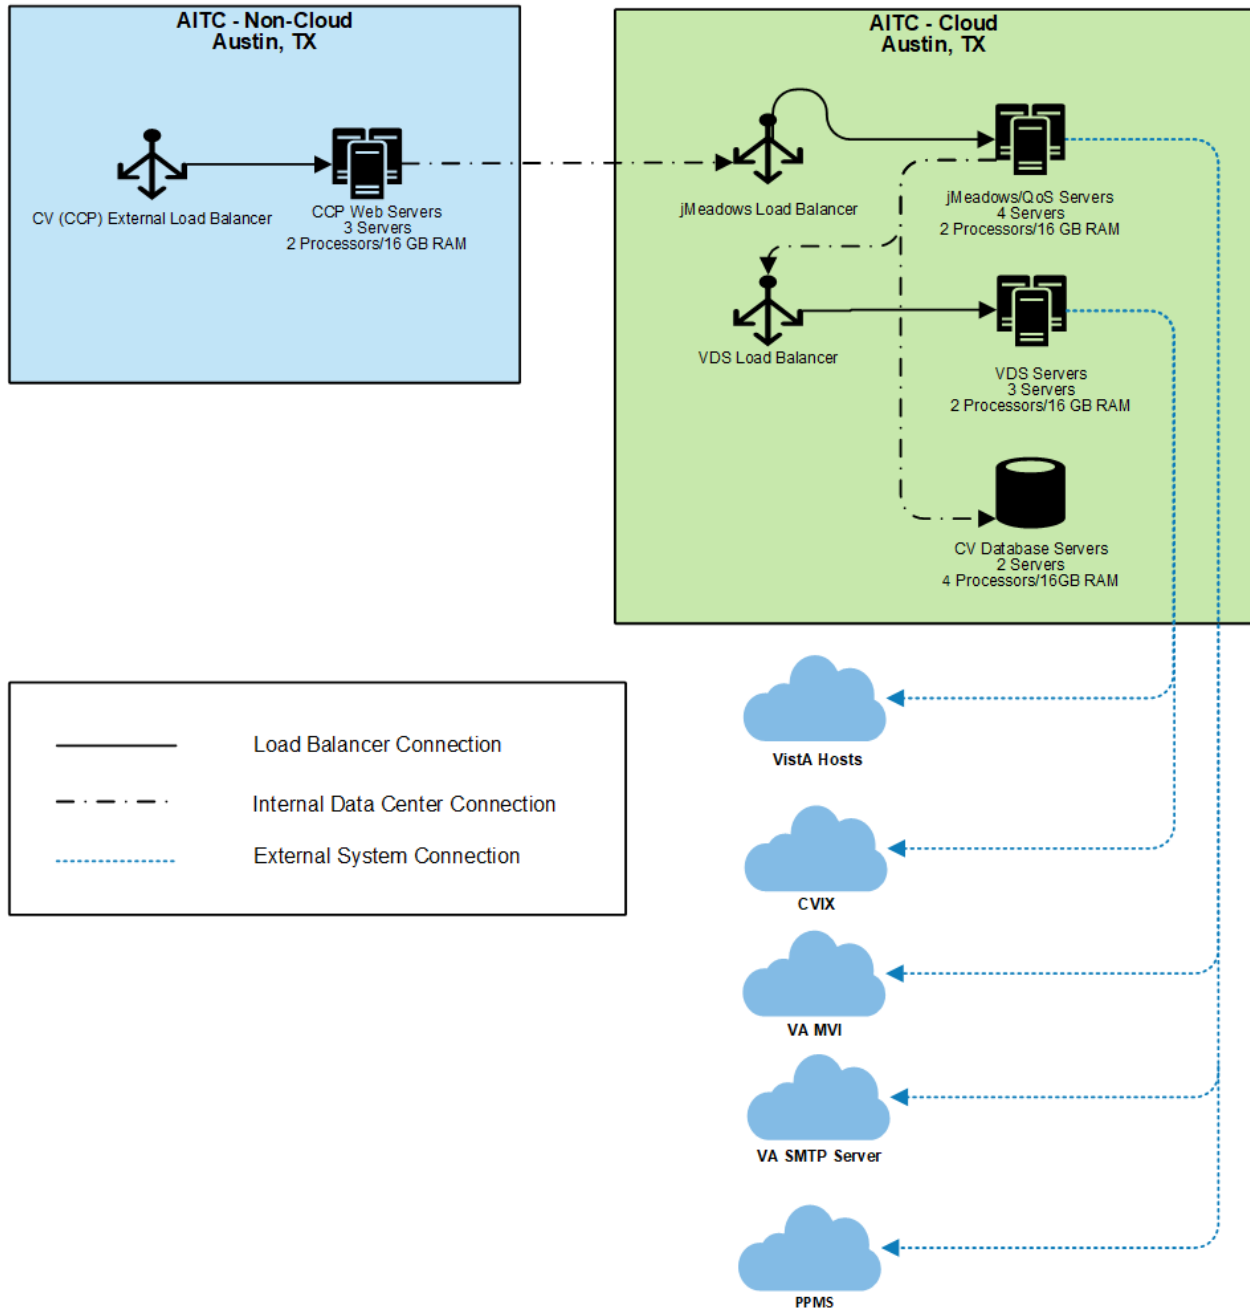 AITC - Non-Cloud
Austin, TX
CV (CCP) External Load Balancer
CCP Web Servers
3 Servers
2 Processors/16 GB RAM
AITC - Cloud
Austin, TX
jMeadows Load Balancer
jMeadows/QoS Servers
4 Servers
2 Processors/16 GB RAM
VDS Load Balancer
VDS Servers
3 Servers
2 Processors/16 GB RAM
CV Database Servers
2 Servers
4 Processors/16GB RAM
Load Balancer Connection
Internal Data Center Connection
External System Connection
VistA Hosts
CVIX
VA MVI
VA SMTP Server
PPMS